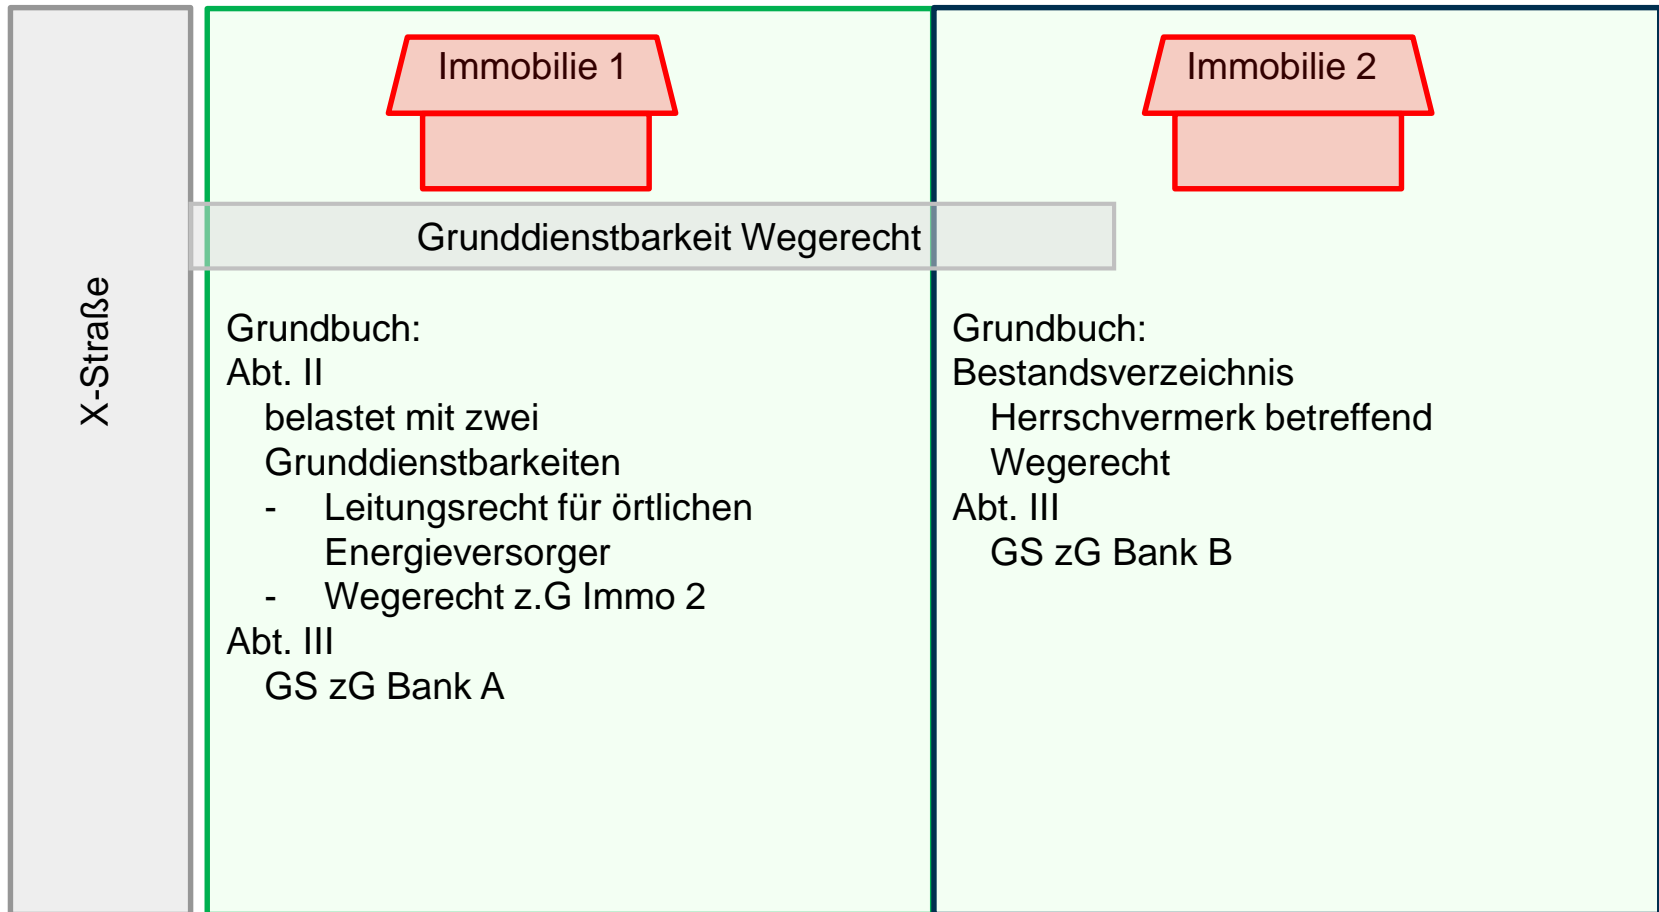 Immobilie 1
Immobilie 2
Grunddienstbarkeit Wegerecht
X-Straße
Grundbuch:
Abt. II
belastet mit zwei
Grunddienstbarkeiten
- Leitungsrecht für örtlichen
Energieversorger
- Wegerecht z.G Immo 2
Abt. III
GS zG Bank A
Grundbuch:
Bestandsverzeichnis
Herrschvermerk betreffend
Wegerecht
Abt. III
GS zG Bank B